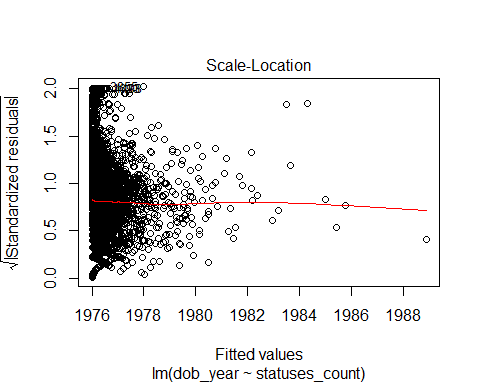 Scale-Location
√|Standardized residuals|
2.0
1.5
1.0
0.5
0.0
1976 1978 1980 1982 1984 1986 1988
Fitted values
lm(dob_year ~ statuses_count)